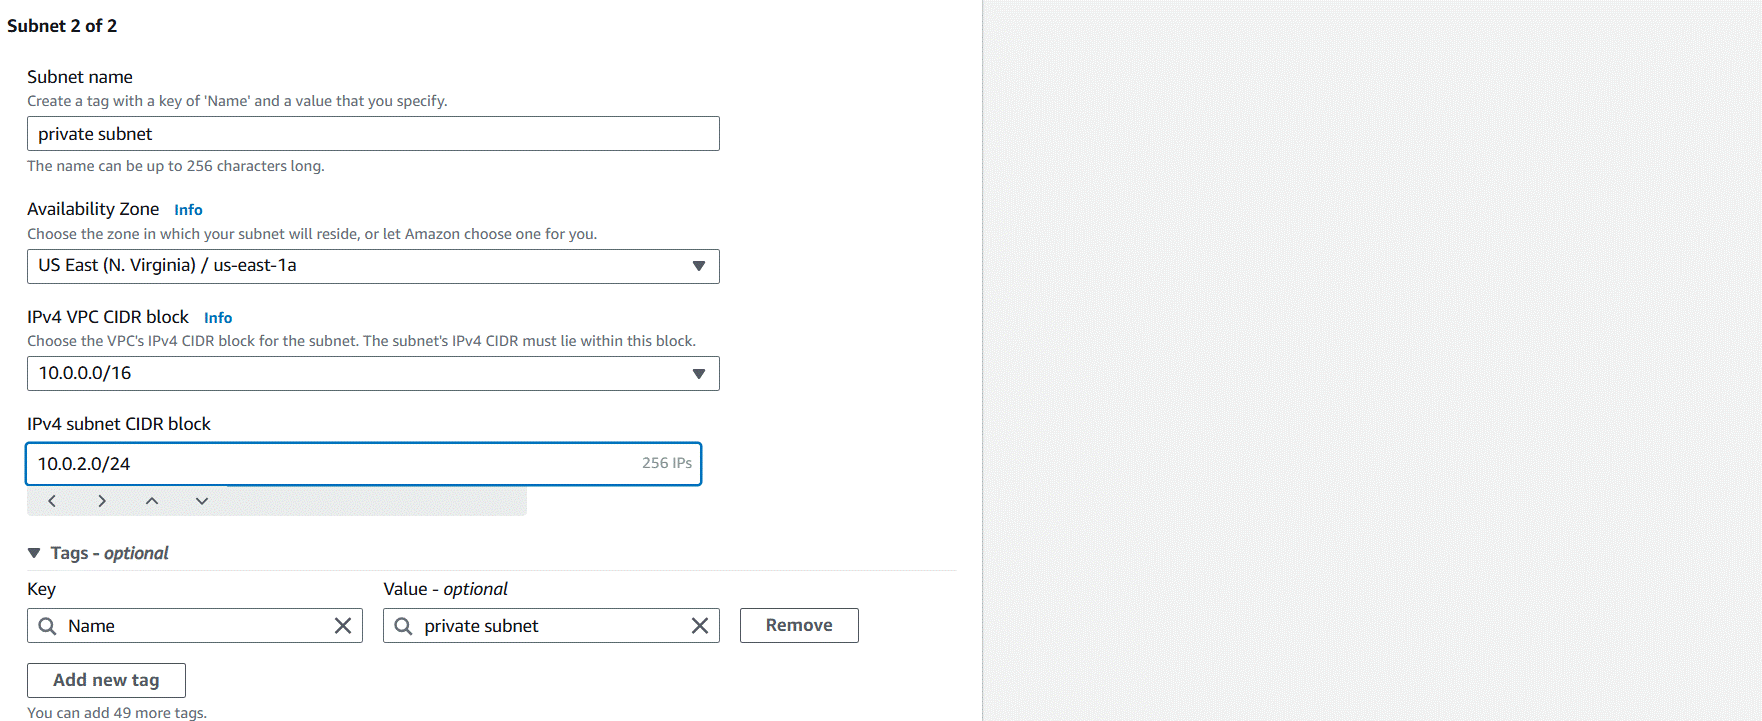 Subnet 2 of 2
Subnet name
Create a tag with a key of 'Name' and a value that you specify.
private subnet
The name can be up to 256 characters long.
Availability Zone Info
Choose the zone in which your subnet will reside, or let Amazon choose one for you.
US East (N. Virginia) / us-east-1a
IPv4 VPC CIDR block Info
Choose the VPC's IPv4 CIDR block for the subnet. The subnet's IPv4 CIDR must lie within this block.
10.0.0.0/16
IPv4 subnet CIDR block
10.0.2.0/24 256 IPs
Tags - optional
Key Value - optional
Name private subnet Remove
Add new tag
You can add 49 more tags.